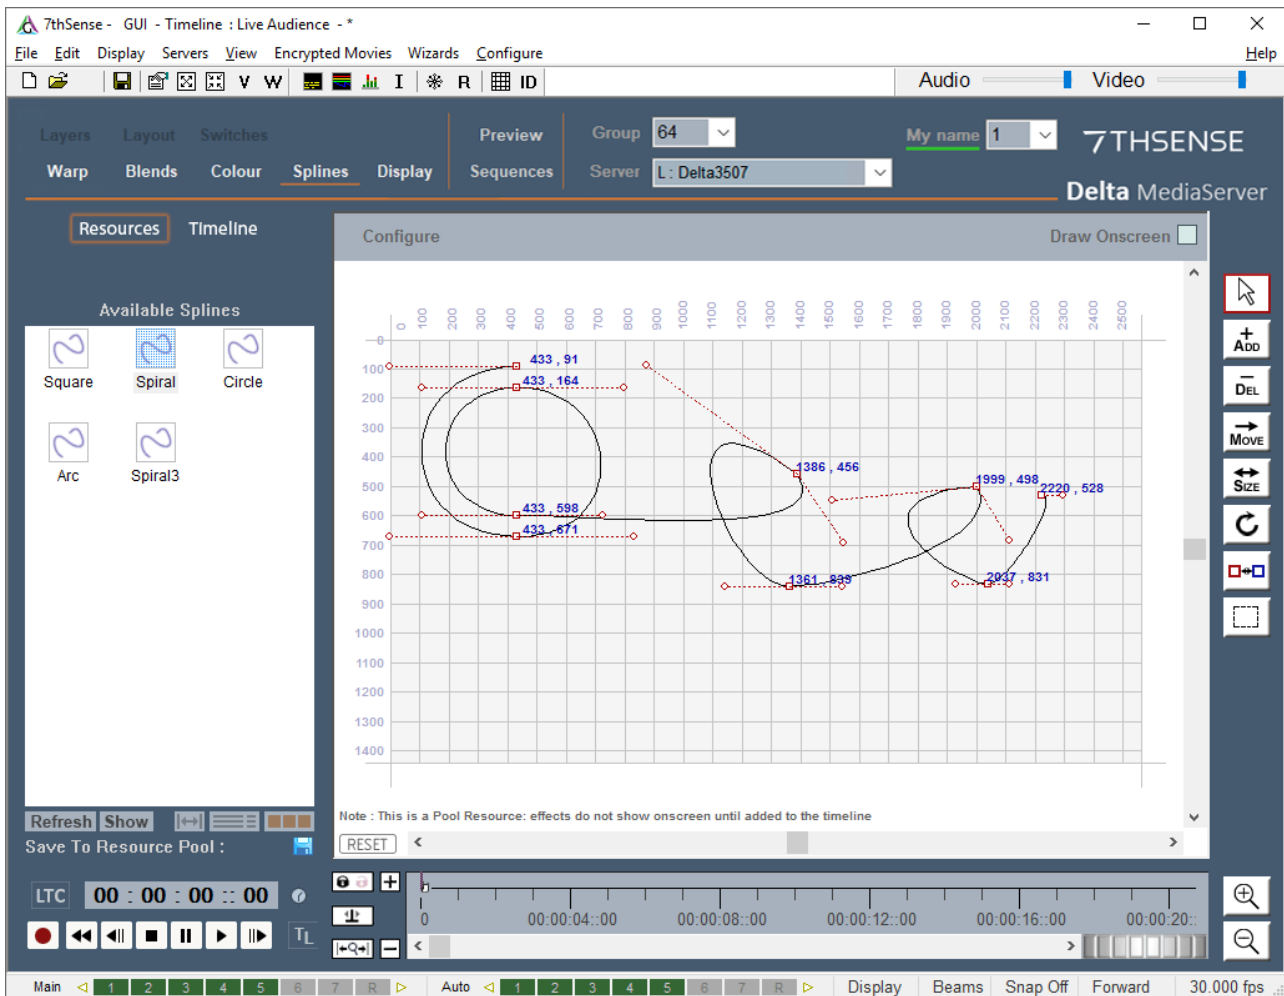 7thSense - GUI - Timeline : Live Audience - *
File Edit Display Servers View Encrypted Movies Wizards Configure Help
V W I R ID Audio Video
Layers Layout Switches Preview Group 64 My name 1 7THSENSE
Warp Blends Colour Splines Display Sequences Server L : Delta3507
Delta MediaServer
Resources Timeline
Configure Draw Onscreen
Available Splines
Square Spiral Circle
Arc Spiral3
0 100 200 300 400 500 600 700 800 900 1000 1100 1200 1300 1400 1500 1600 1700 1800 1900 2000 2100 2200 2300 2400 2500
0
100
200
300
400
500
600
700
800
900
1000
1100
1200
1300
1400
433 , 91
433 , 164
1386 , 456
1999 , 498
2220 , 528
433 , 598
433 , 671
1361 , 839
2037 , 831
ADD
DEL
MOVE
SIZE
Note : This is a Pool Resource: effects do not show onscreen until added to the timeline
RESET
Refresh Show
Save To Resource Pool :
LTC 00 : 00 : 00 :: 00
TL
0 00:00:04::00 00:00:08::00 00:00:12::00 00:00:16::00 00:00:20::
Main 1 2 3 4 5 6 7 R Auto 1 2 3 4 5 6 7 R Display Beams Snap Off Forward 30.000 fps